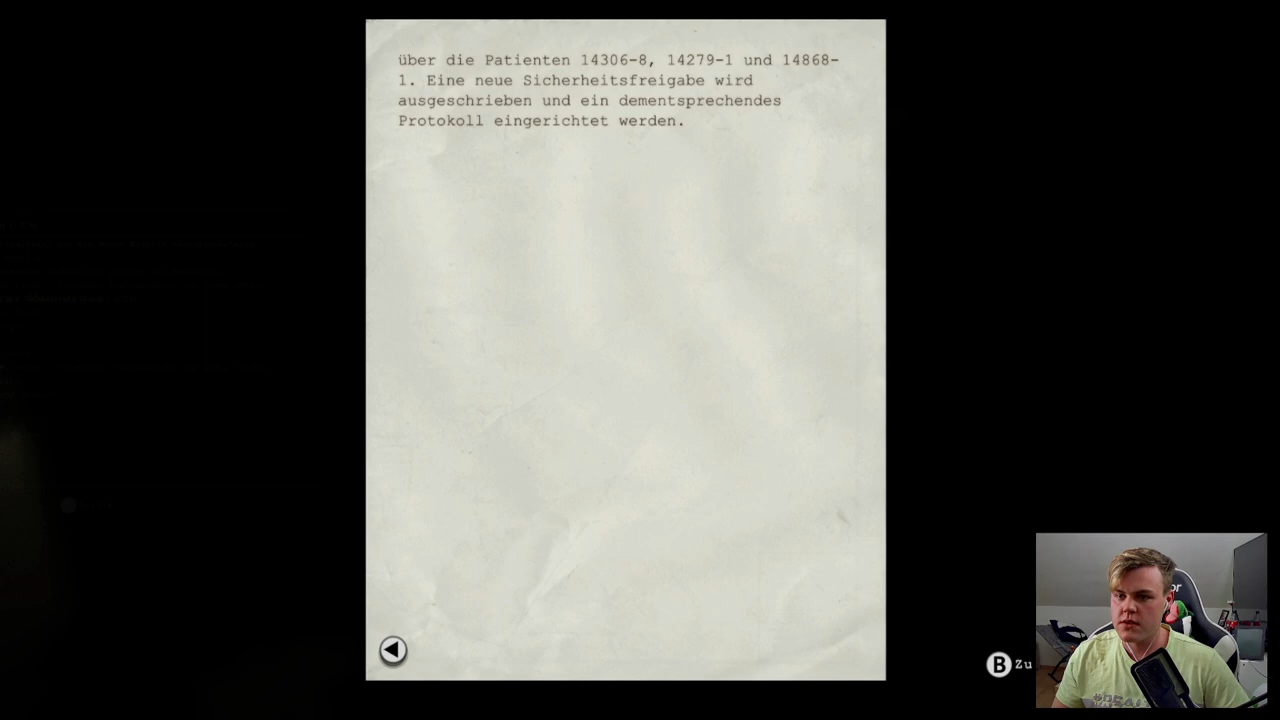 über die Patienten 14306-8, 14279-1 und 14868-
1. Eine neue Sicherheitsfreigabe wird
ausgeschrieben und ein dementsprechendes
Protokoll eingerichtet werden.
B Zu